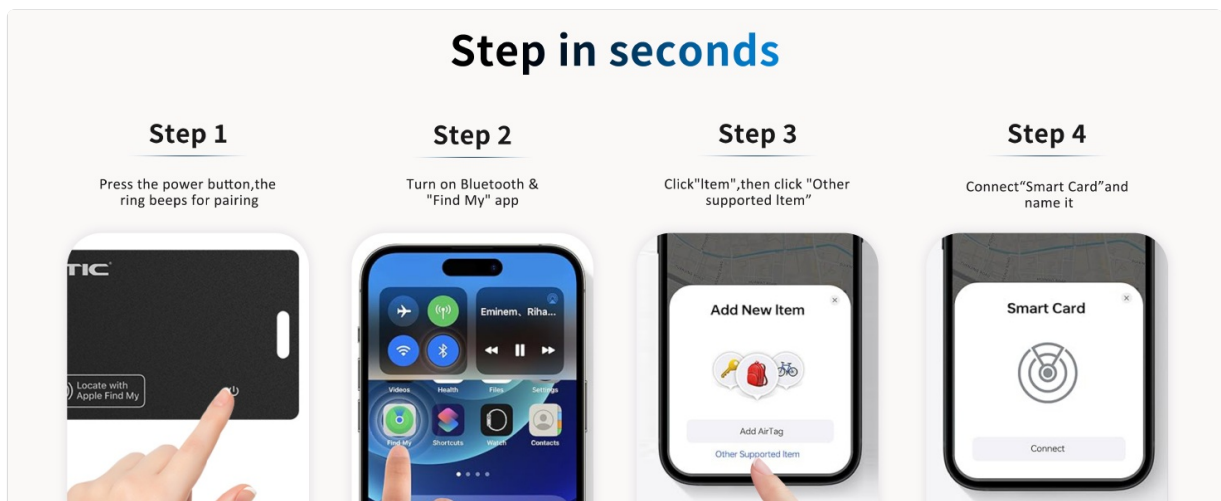 Step in seconds
Step 1
Press the power button,the
ring beeps for pairing
Step 2
Turn on Bluetooth &
"Find My" app
Step 3
Click"Item",then click "Other
supported Item”
Step 4
Connect“Smart Card”and
name it
TIC
Locate with
Apple Find My
Eminem、Riha...
Videos Health Files Settings
Find My Shortcuts Watch Contacts
Add New Item
Add AirTag
Other Supported Item
Smart Card
Connect